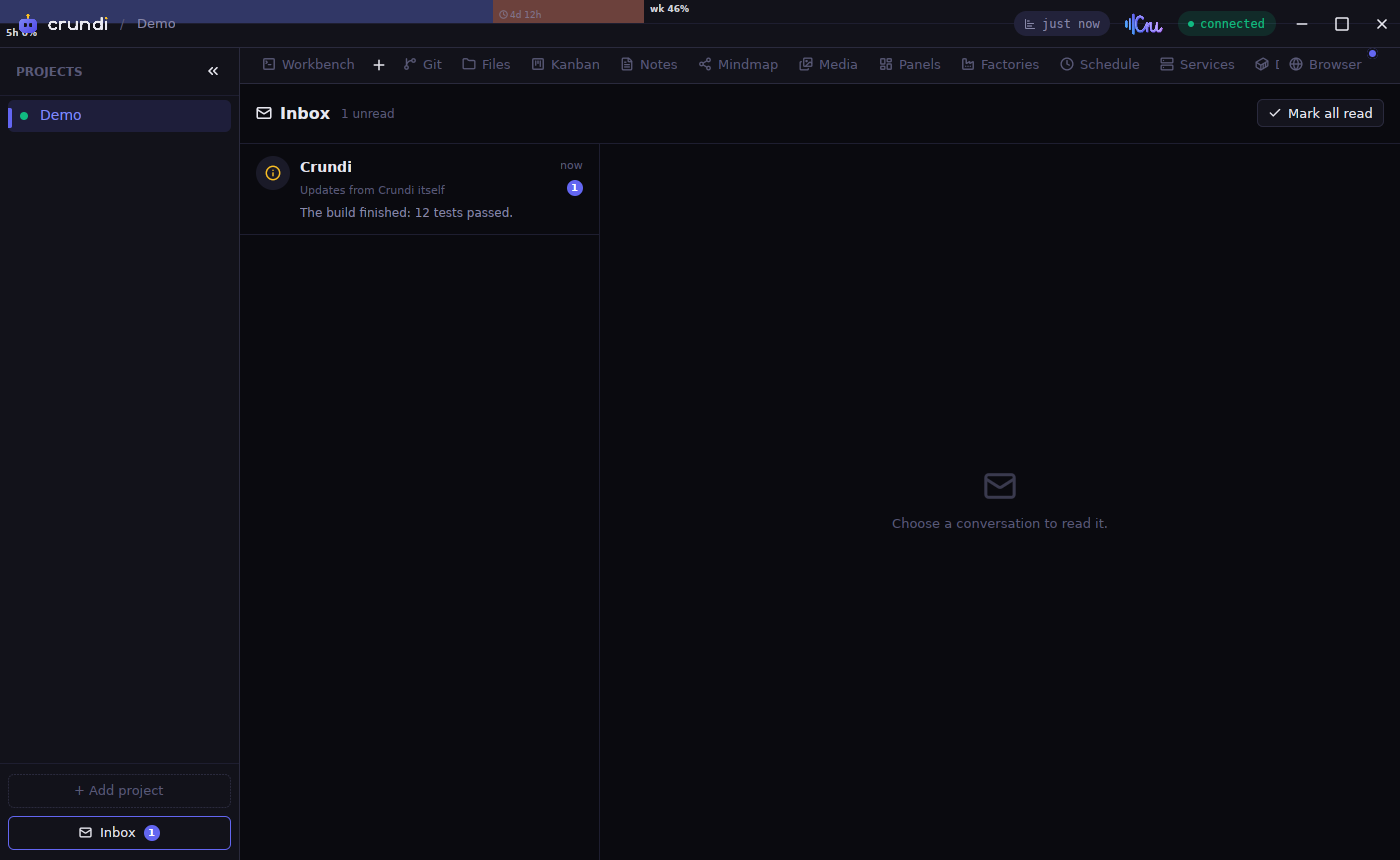 4d 12h
wk 46%
crundi / Demo
just now
Cru
connected
PROJECTS
Workbench
Git
Files
Kanban
Notes
Mindmap
Media
Panels
Factories
Schedule
Services
Browser
Demo
Inbox 1 unread
Mark all read
Crundi
now
Updates from Crundi itself
1
The build finished: 12 tests passed.
Choose a conversation to read it.
+ Add project
Inbox 1